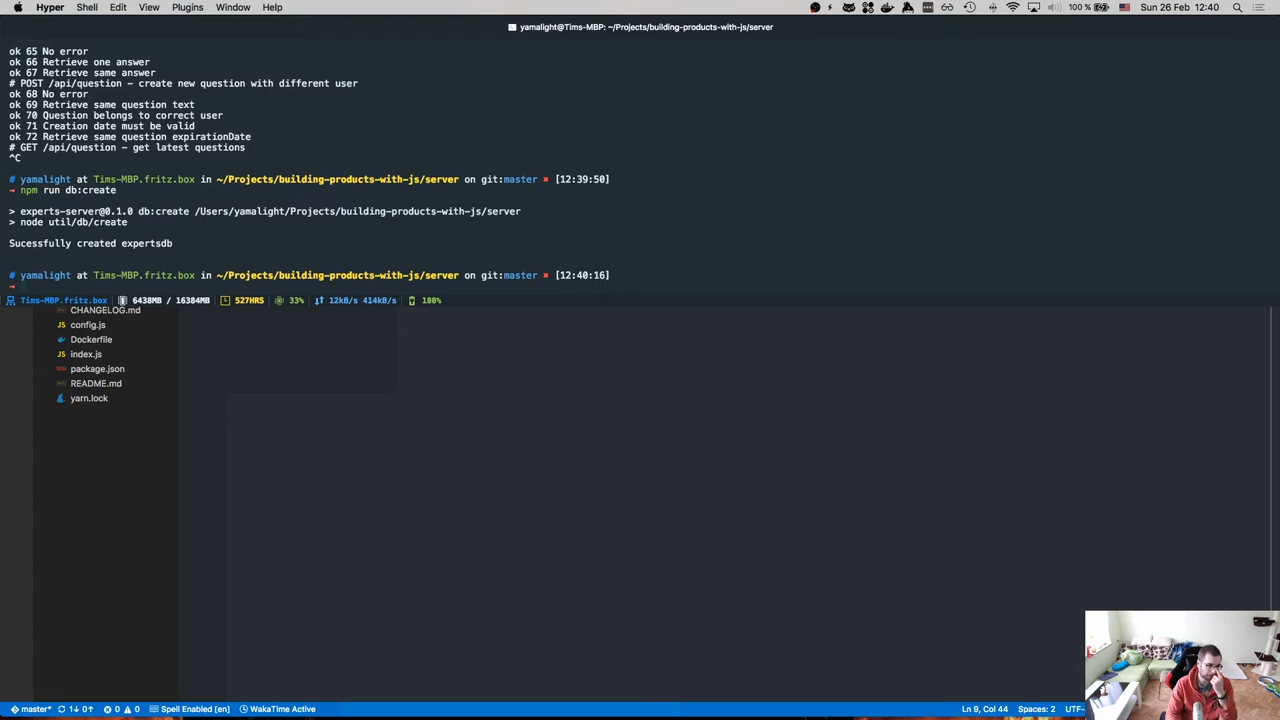 Hyper Shell Edit View Plugins Window Help 100 % Sun 26 Feb 12:40
yamalight@Tims-MBP: ~/Projects/building-products-with-js/server
ok 65 No error
ok 66 Retrieve one answer
ok 67 Retrieve same answer
# POST /api/question - create new question with different user
ok 68 No error
ok 69 Retrieve same question text
ok 70 Question belongs to correct user
ok 71 Creation date must be valid
ok 72 Retrieve same question expirationDate
# GET /api/question - get latest questions
^C
# yamalight at Tims-MBP.fritz.box in ~/Projects/building-products-with-js/server on git:master ✖ [12:39:50]
→ npm run db:create
> experts-server@0.1.0 db:create /Users/yamalight/Projects/building-products-with-js/server
> node util/db/create
Sucessfully created expertsdb
# yamalight at Tims-MBP.fritz.box in ~/Projects/building-products-with-js/server on git:master ✖ [12:40:16]
→
Tims-MBP.fritz.box 6438MB / 16384MB 527HRS 33% 12kB/s 414kB/s 100%
CHANGELOG.md
JS config.js
Dockerfile
JS index.js
package.json
README.md
yarn.lock
master* 1↓ 0↑ 0 0 Spell Enabled [en] WakaTime Active Ln 9, Col 44 Spaces: 2 UTF-